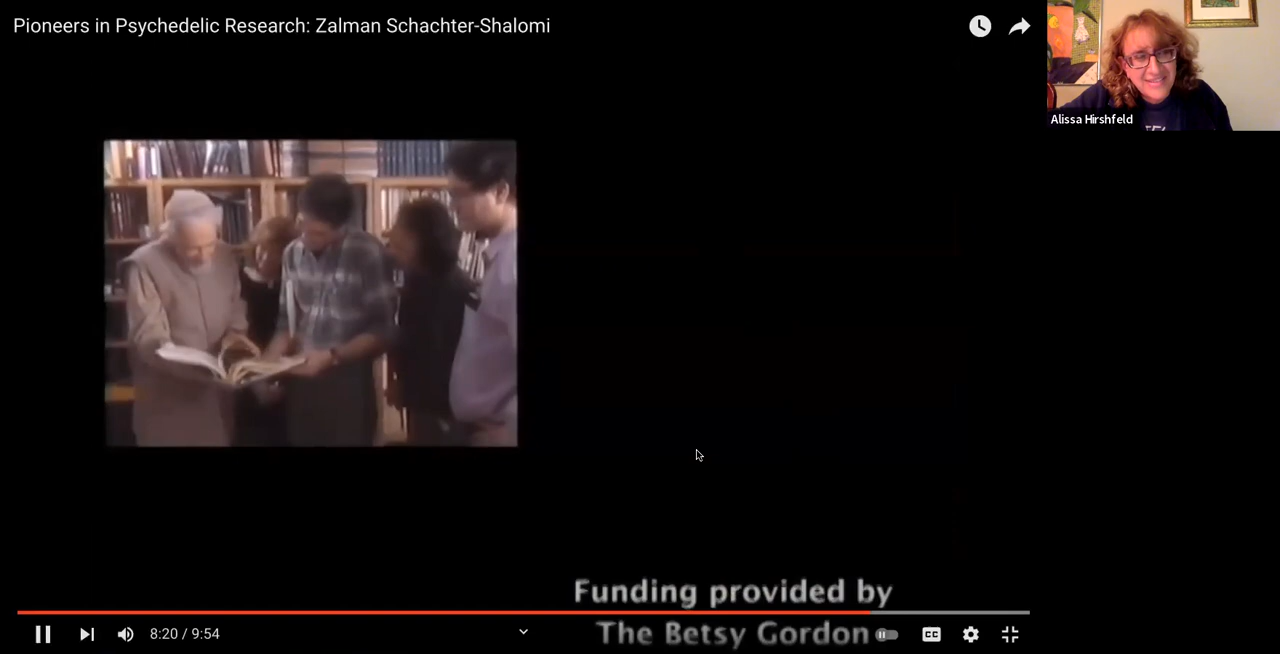 Pioneers in Psychedelic Research: Zalman Schachter-Shalomi
Alissa Hirshfeld
Funding provided by
The Betsy Gordon
8:20 / 9:54
CC